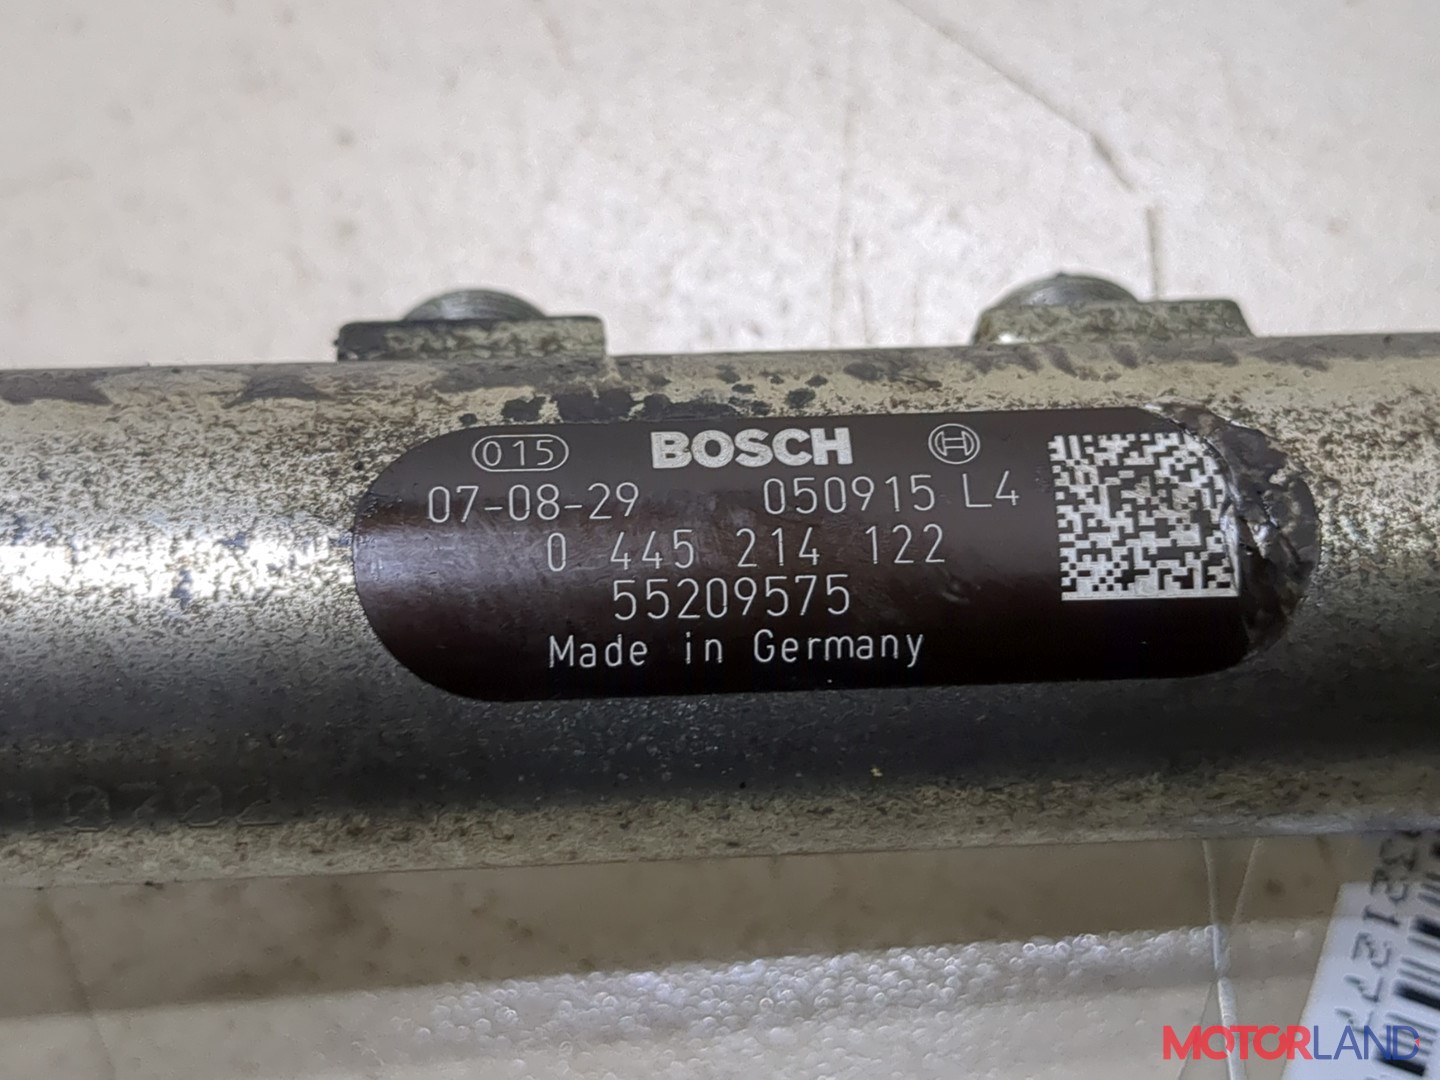 015 BOSCH
07-08-29 050915 L4
0 445 214 122
55209575
Made in Germany
MOTORLAND